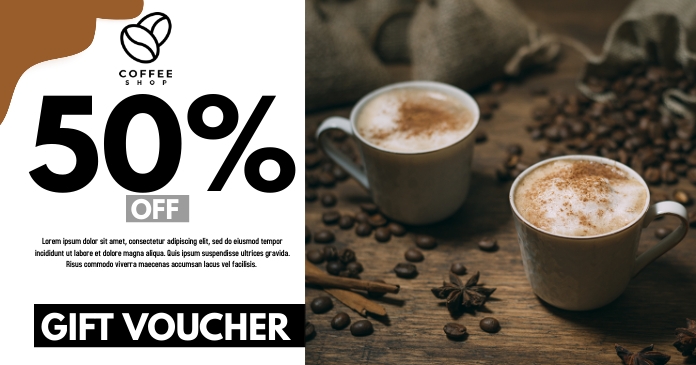 COFFEE
SHOP
50%
OFF
Lorem ipsum dolor sit amet, consectetur adipiscing elit, sed do eiusmod tempor
incididunt ut labore et dolore magna aliqua. Quis ipsum suspendisse ultrices gravida.
Risus commodo viverra maecenas accumsan lacus vel facilisis.
GIFT VOUCHER